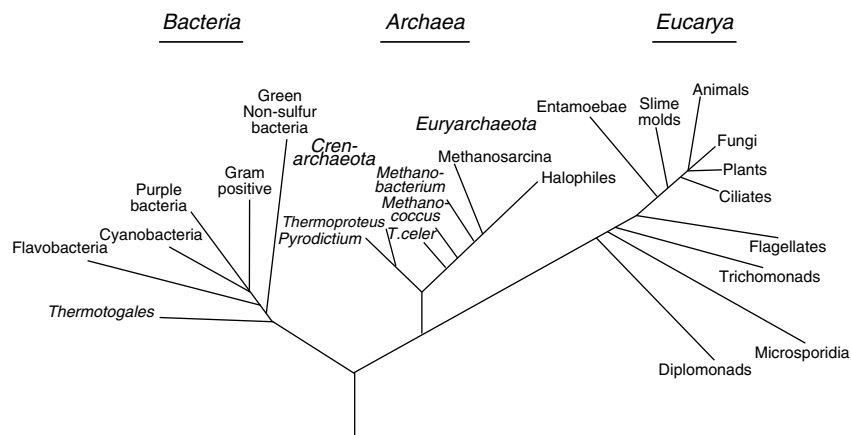 Bacteria
Archaea
Eucarya
Green
Non-sulfur
bacteria
Gram
positive
Purple
bacteria
Cyanobacteria
Flavobacteria
Thermotogales
Cren-
archaeota
Thermoproteus
Pyrodictium
Euryarchaeota
Methano-
bacterium
Methano-
coccus
T.celer
Methanosarcina
Halophiles
Entamoebae
Slime
molds
Animals
Fungi
Plants
Ciliates
Flagellates
Trichomonads
Microsporidia
Diplomonads